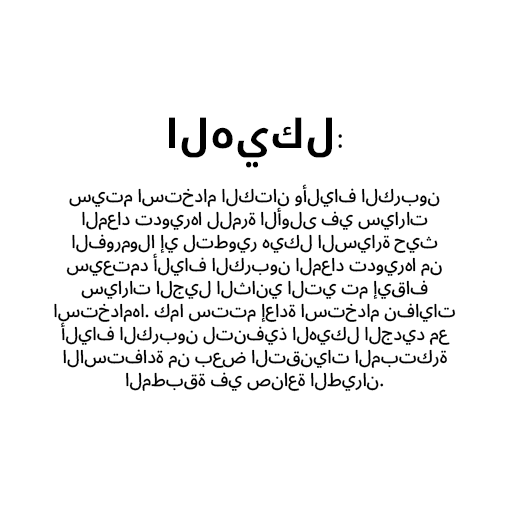 الهيكل:
سيتم استخدام الكتان وألياف الكربون
المعاد تدويرها للمرة الأولى في سيارات
الفورمولا إي لتطوير هيكل السيارة حيث
سيعتمد ألياف الكربون المعاد تدويرها من
سيارات الجيل الثاني التي تم إيقاف
استخدامها. كما ستتم إعادة استخدام نفايات
ألياف الكربون لتنفيذ الهيكل الجديد مع
الاستفادة من بعض التقنيات المبتكرة
المطبقة في صناعة الطيران.